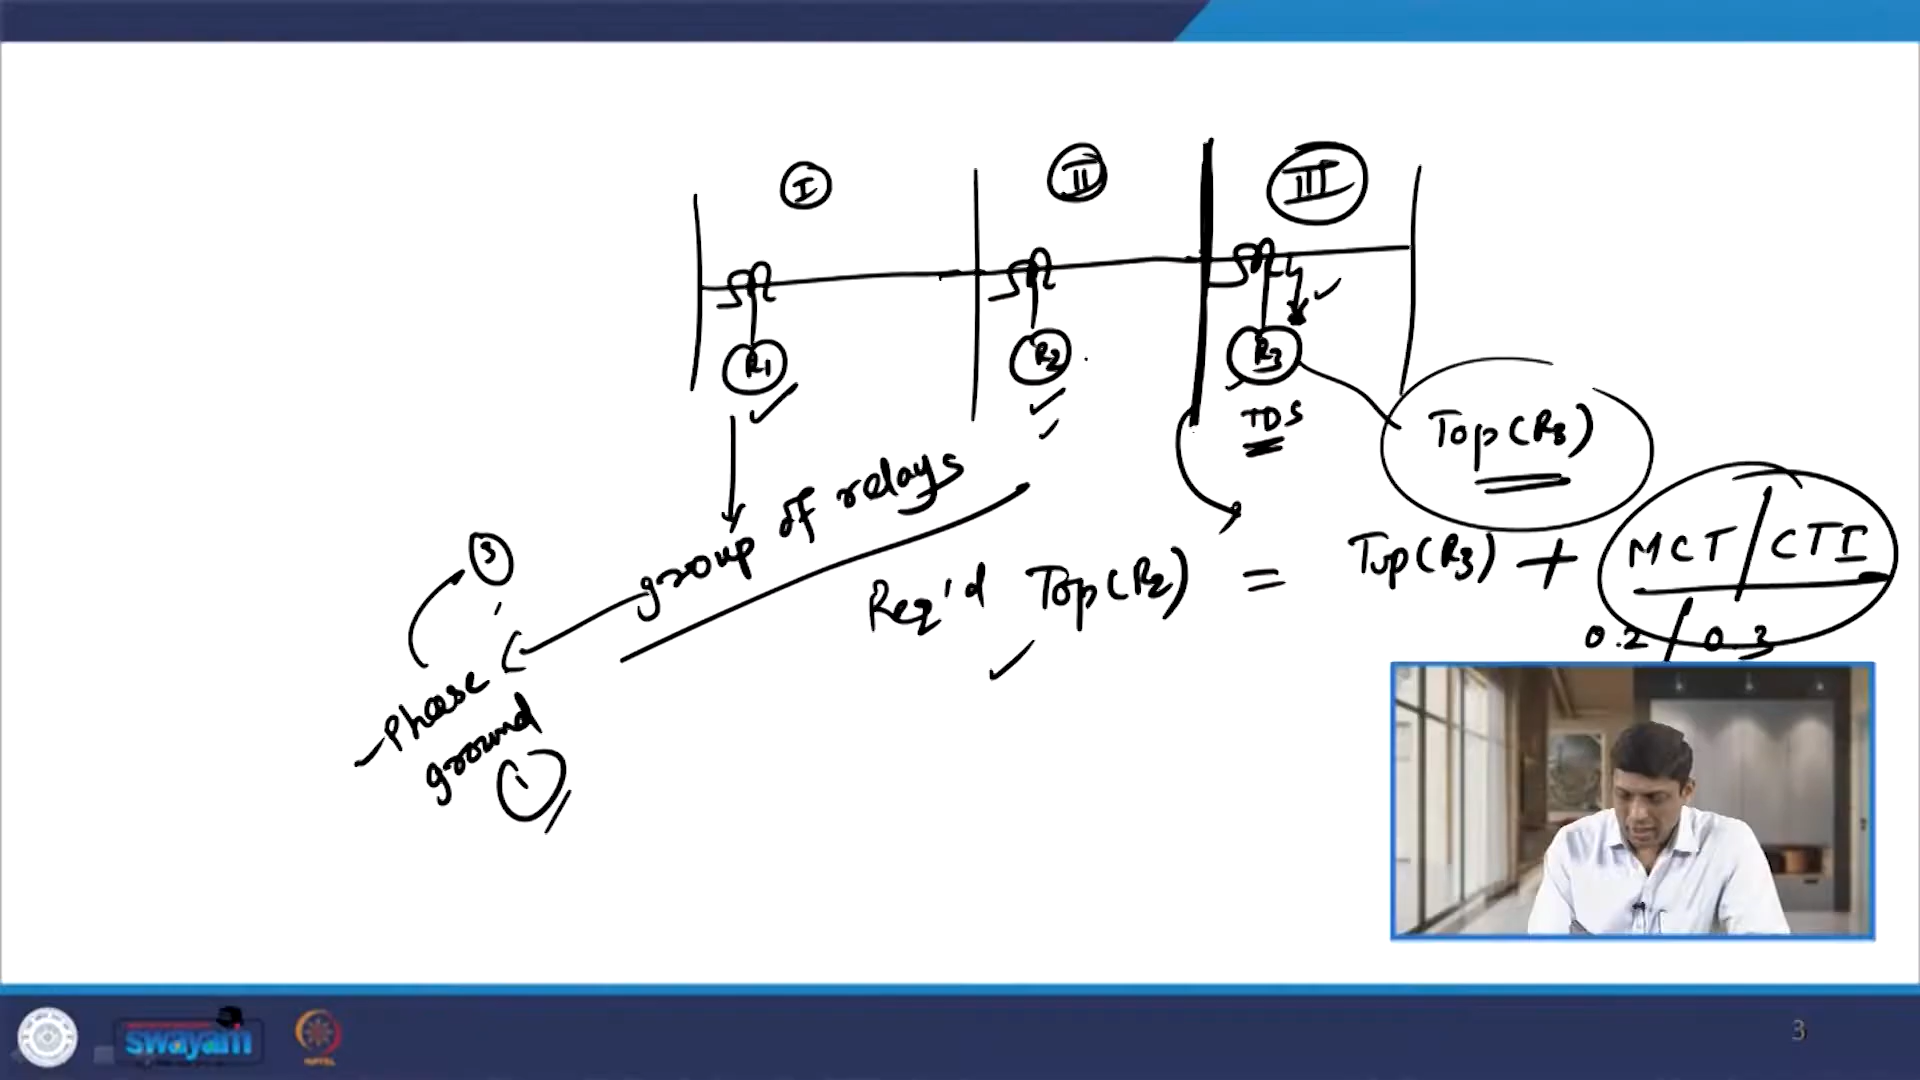 I
II
III
R1
R2
R3
TDS
Top(R3)
group of relays
3
Phase
ground
1
Req'd Top(R2) = Top(R3) + MCT/CTI
0.2/0.3
swayam
3